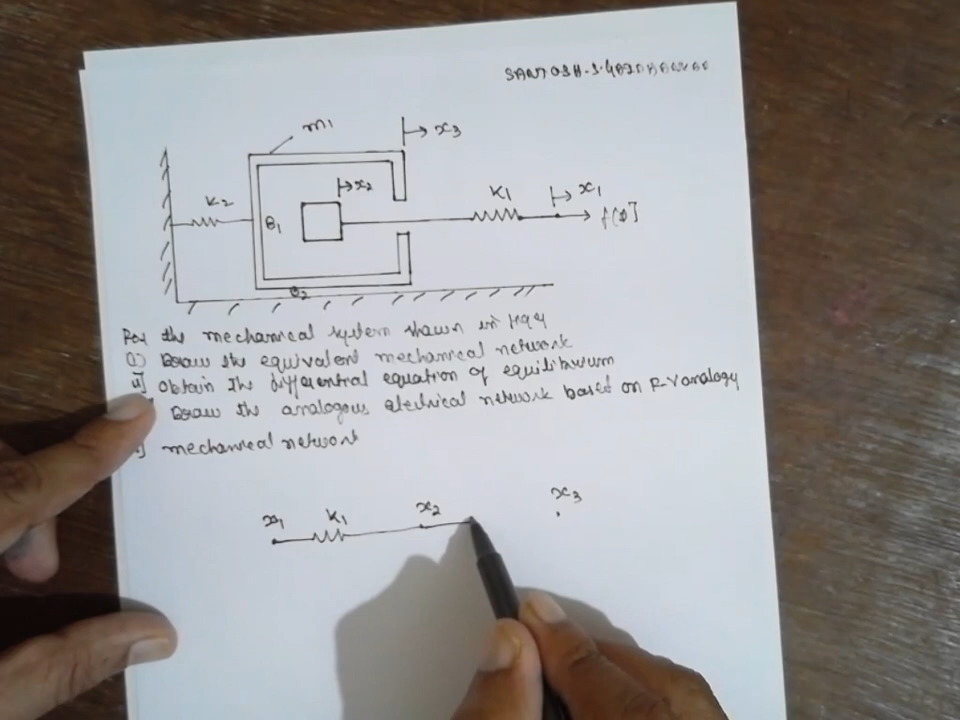 m1
x3
x2
K2
B1
K1
x1
B2
For the mechanical system shown in
(i) Draw the equivalent mechanical network
ii] Obtain the differential equation of equilibrium
Draw the analogous electrical network based on F-V analogy
mechanical network
x1
K1
x2
x3